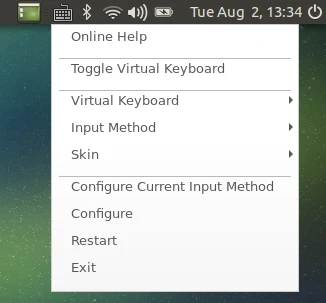 Tue Aug 2, 13:34
Online Help
Toggle Virtual Keyboard
Virtual Keyboard
Input Method
Skin
Configure Current Input Method
Configure
Restart
Exit